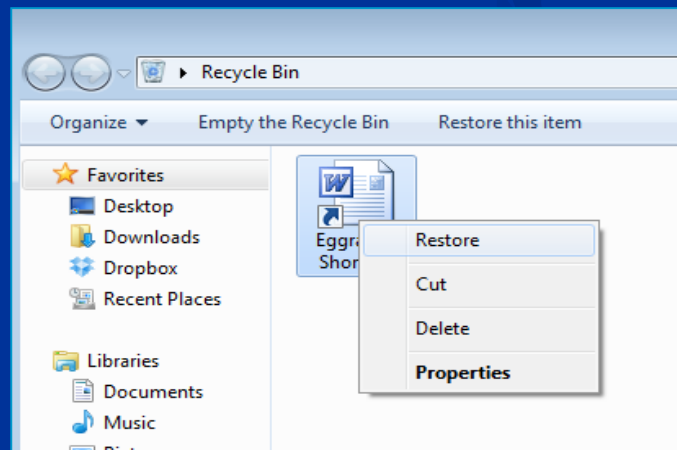 Recycle Bin
Organize Empty the Recycle Bin Restore this item
Favorites
Desktop
Downloads
Dropbox
Recent Places
Libraries
Documents
Music
W
Restore
Cut
Delete
Properties